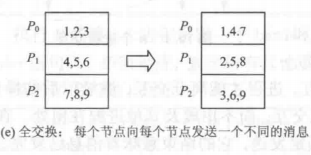 P0 1,2,3 P0 1,4.7
P1 4,5,6 P1 2,5,8
P2 7,8,9 P2 3,6,9
(e) 全交换： 每个节点向每个节点发送一个不同的消息